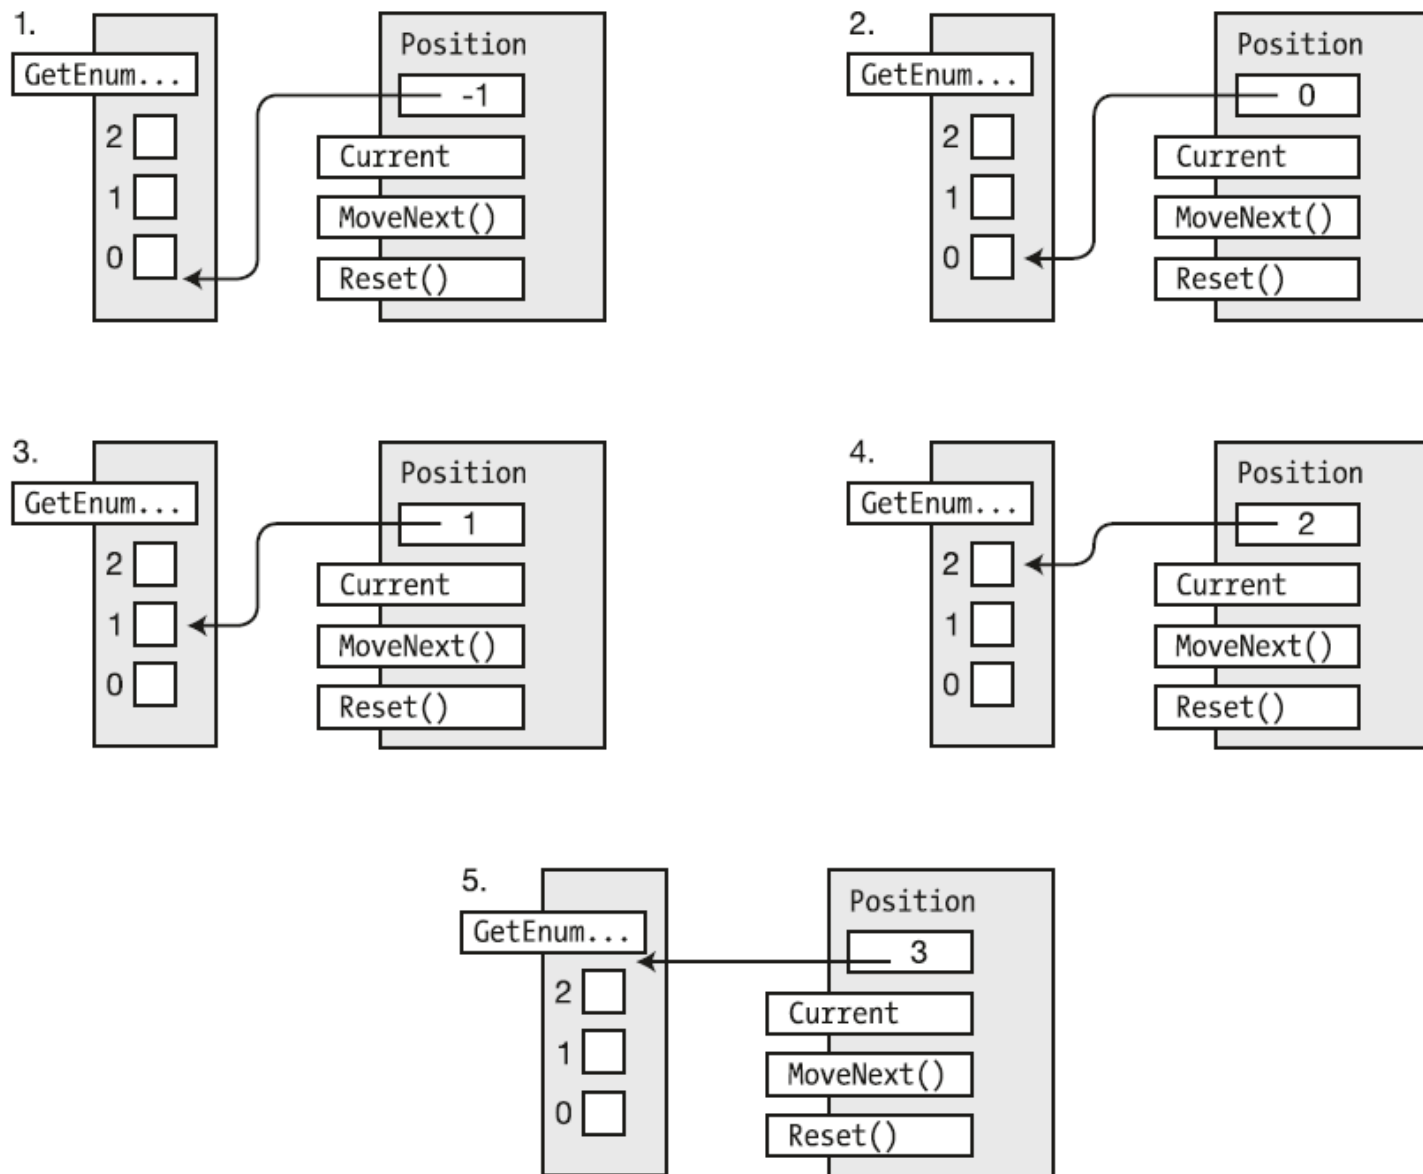 1.
Position
GetEnum...
-1
2
Current
1
MoveNext()
0
Reset()
2.
Position
GetEnum...
0
2
Current
1
MoveNext()
0
Reset()
3.
Position
GetEnum...
1
2
Current
1
MoveNext()
0
Reset()
4.
Position
GetEnum...
2
2
Current
1
MoveNext()
0
Reset()
5.
Position
GetEnum...
3
2
Current
1
MoveNext()
0
Reset()